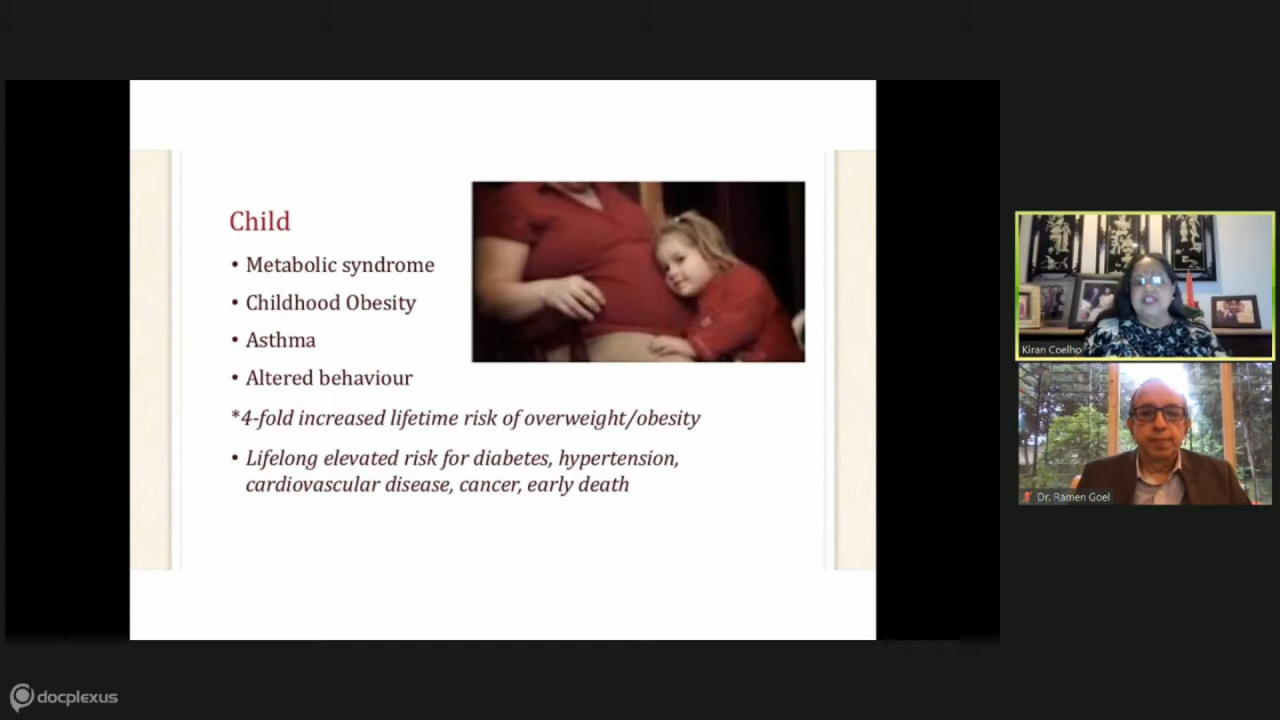 Child
• Metabolic syndrome
• Childhood Obesity
• Asthma
• Altered behaviour
*4-fold increased lifetime risk of overweight/obesity
• Lifelong elevated risk for diabetes, hypertension,
cardiovascular disease, cancer, early death
Kiran Coelho
Dr. Ramen Goel
docplexus